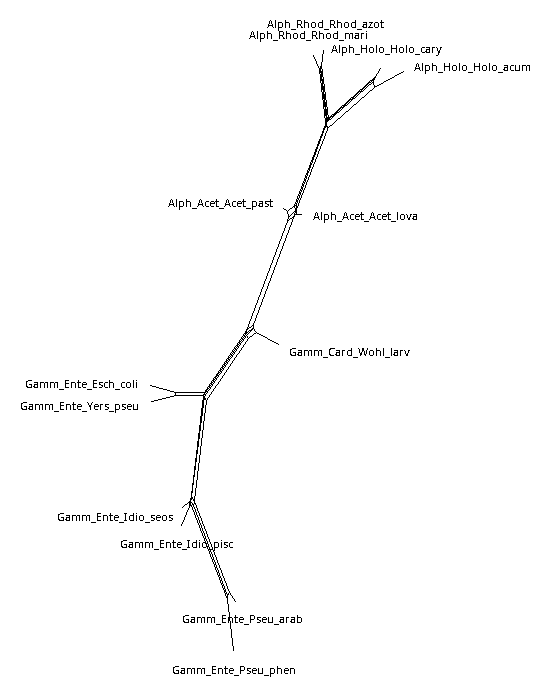 Alph_Rhod_Rhod_azot
Alph_Rhod_Rhod_mari
Alph_Holo_Holo_cary
Alph_Holo_Holo_acum
Alph_Acet_Acet_past
Alph_Acet_Acet_lova
Gamm_Card_Wohl_larv
Gamm_Ente_Esch_coli
Gamm_Ente_Yers_pseu
Gamm_Ente_Idio_seos
Gamm_Ente_Idio_pisc
Gamm_Ente_Pseu_arab
Gamm_Ente_Pseu_phen